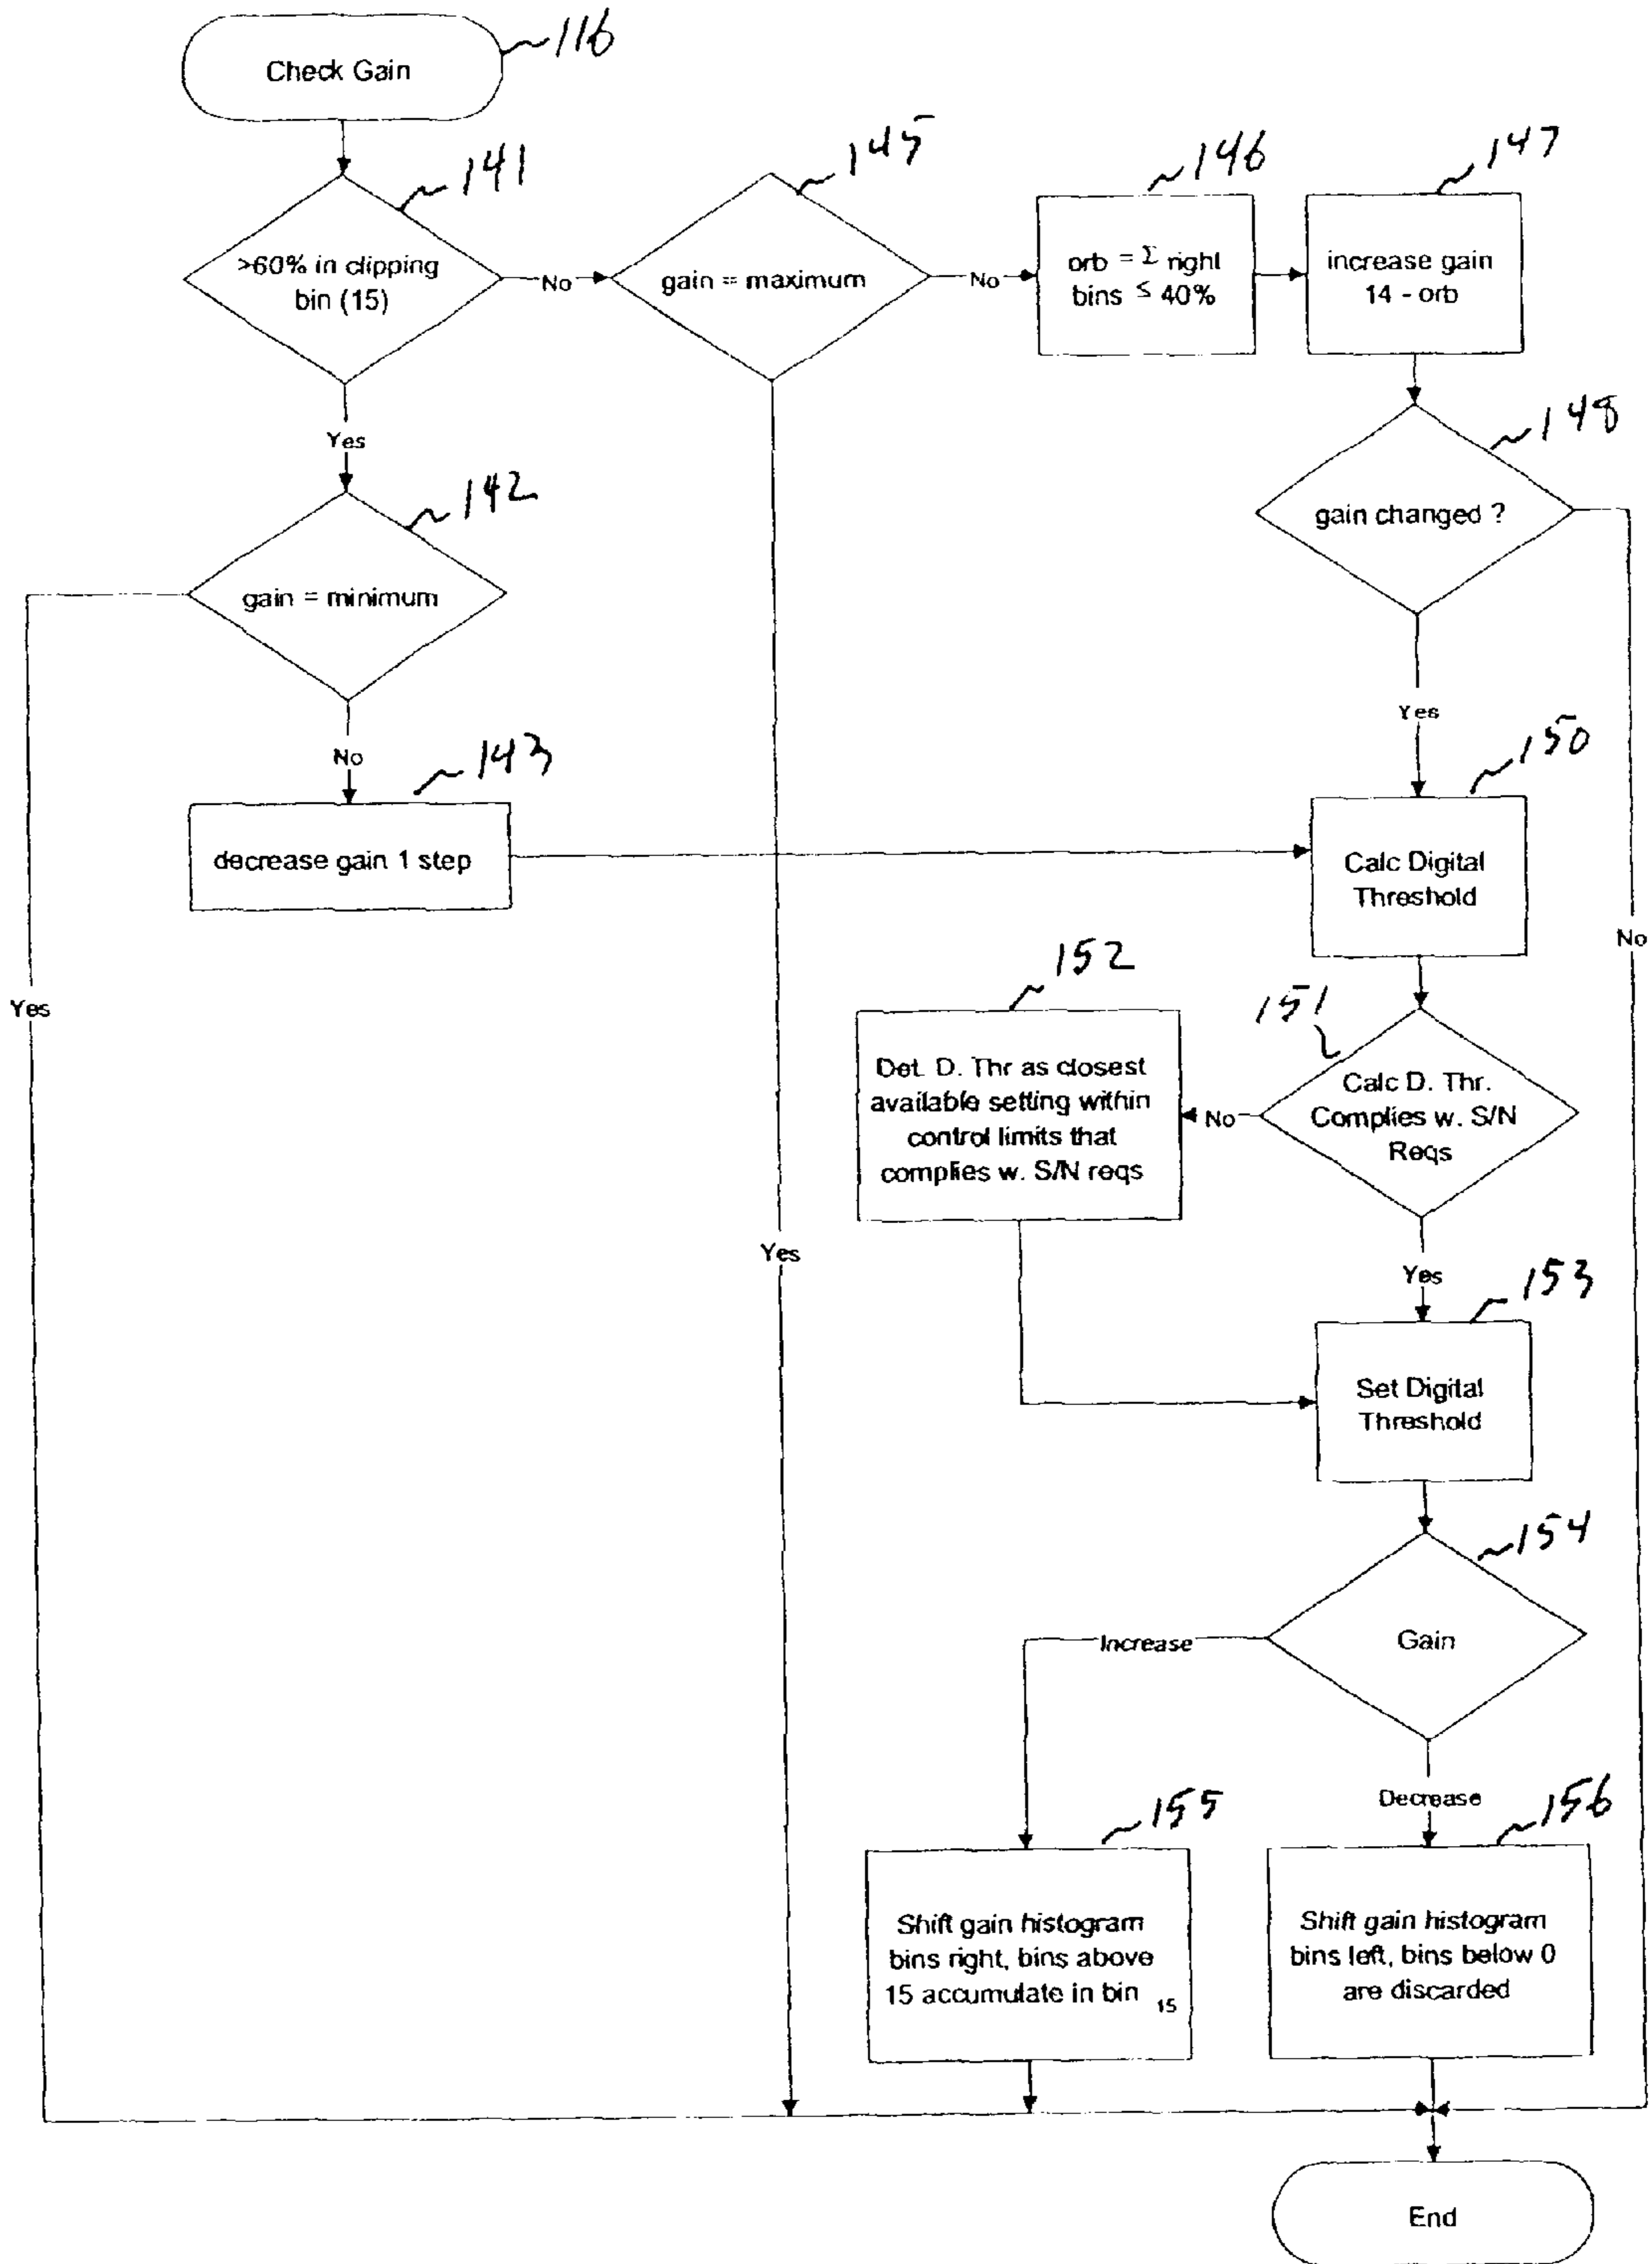 Check Gain
116
141
>60% in clipping
bin (15)
No
145
gain = maximum
No
146
orb = Σ right
bins ≤ 40%
147
increase gain
14 - orb
Yes
142
gain = minimum
148
gain changed ?
No
143
decrease gain 1 step
Yes
150
Calc Digital
Threshold
No
Yes
152
Det. D. Thr as closest
available setting within
control limits that
complies w. S/N reqs
151
Calc D. Thr.
Complies w. S/N
Reqs
No
Yes
Yes
153
Set Digital
Threshold
154
Gain
Increase
Decrease
155
Shift gain histogram
bins right, bins above
15 accumulate in bin 15
156
Shift gain histogram
bins left, bins below 0
are discarded
End